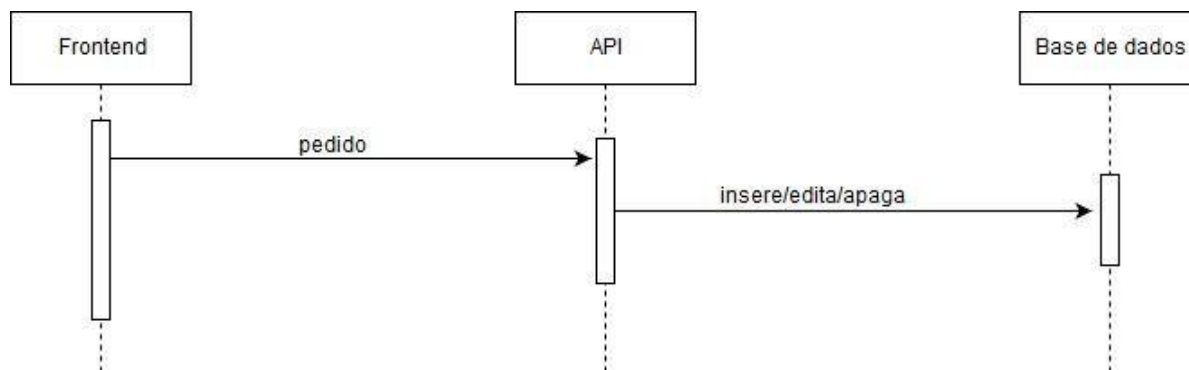 Frontend
API
Base de dados
pedido
insere/edita/apaga